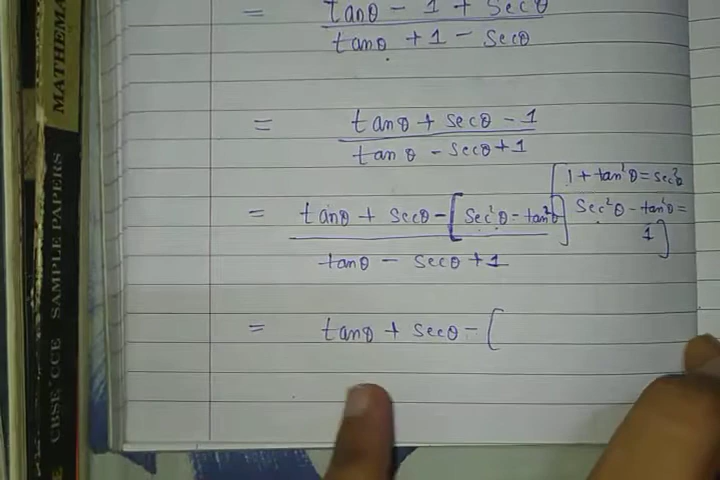 = tanθ - 1 + secθ
tanθ + 1 - secθ
= tanθ + secθ - 1
tanθ - secθ + 1
[1 + tan²θ = sec²θ
= tanθ + secθ - [sec²θ - tan²θ] sec²θ - tan²θ =
1]
tanθ - secθ + 1
= tanθ + secθ - [
MATHEMA
SAMPLE PAPERS
CBSE CCE